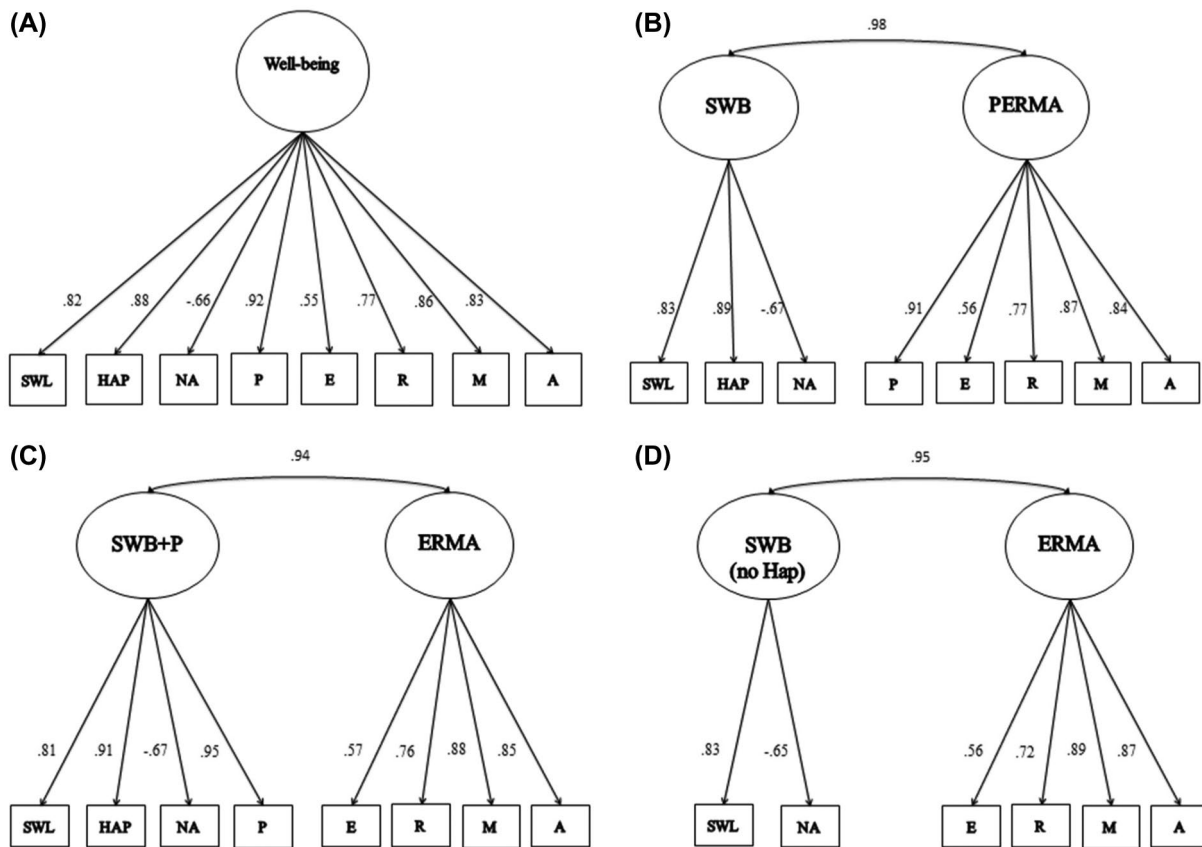 (A)
Well-being
.82 .88 -.66 .92 .55 .77 .86 .83
SWL HAP NA P E R M A
(B)
.98
SWB PERMA
.83 .89 -.67 .91 .56 .77 .87 .84
SWL HAP NA P E R M A
(C)
.94
SWB+P ERMA
.81 .91 -.67 .95 .57 .76 .88 .85
SWL HAP NA P E R M A
(D)
.95
SWB
(no Hap)
ERMA
.83 -.65 .56 .72 .89 .87
SWL NA E R M A